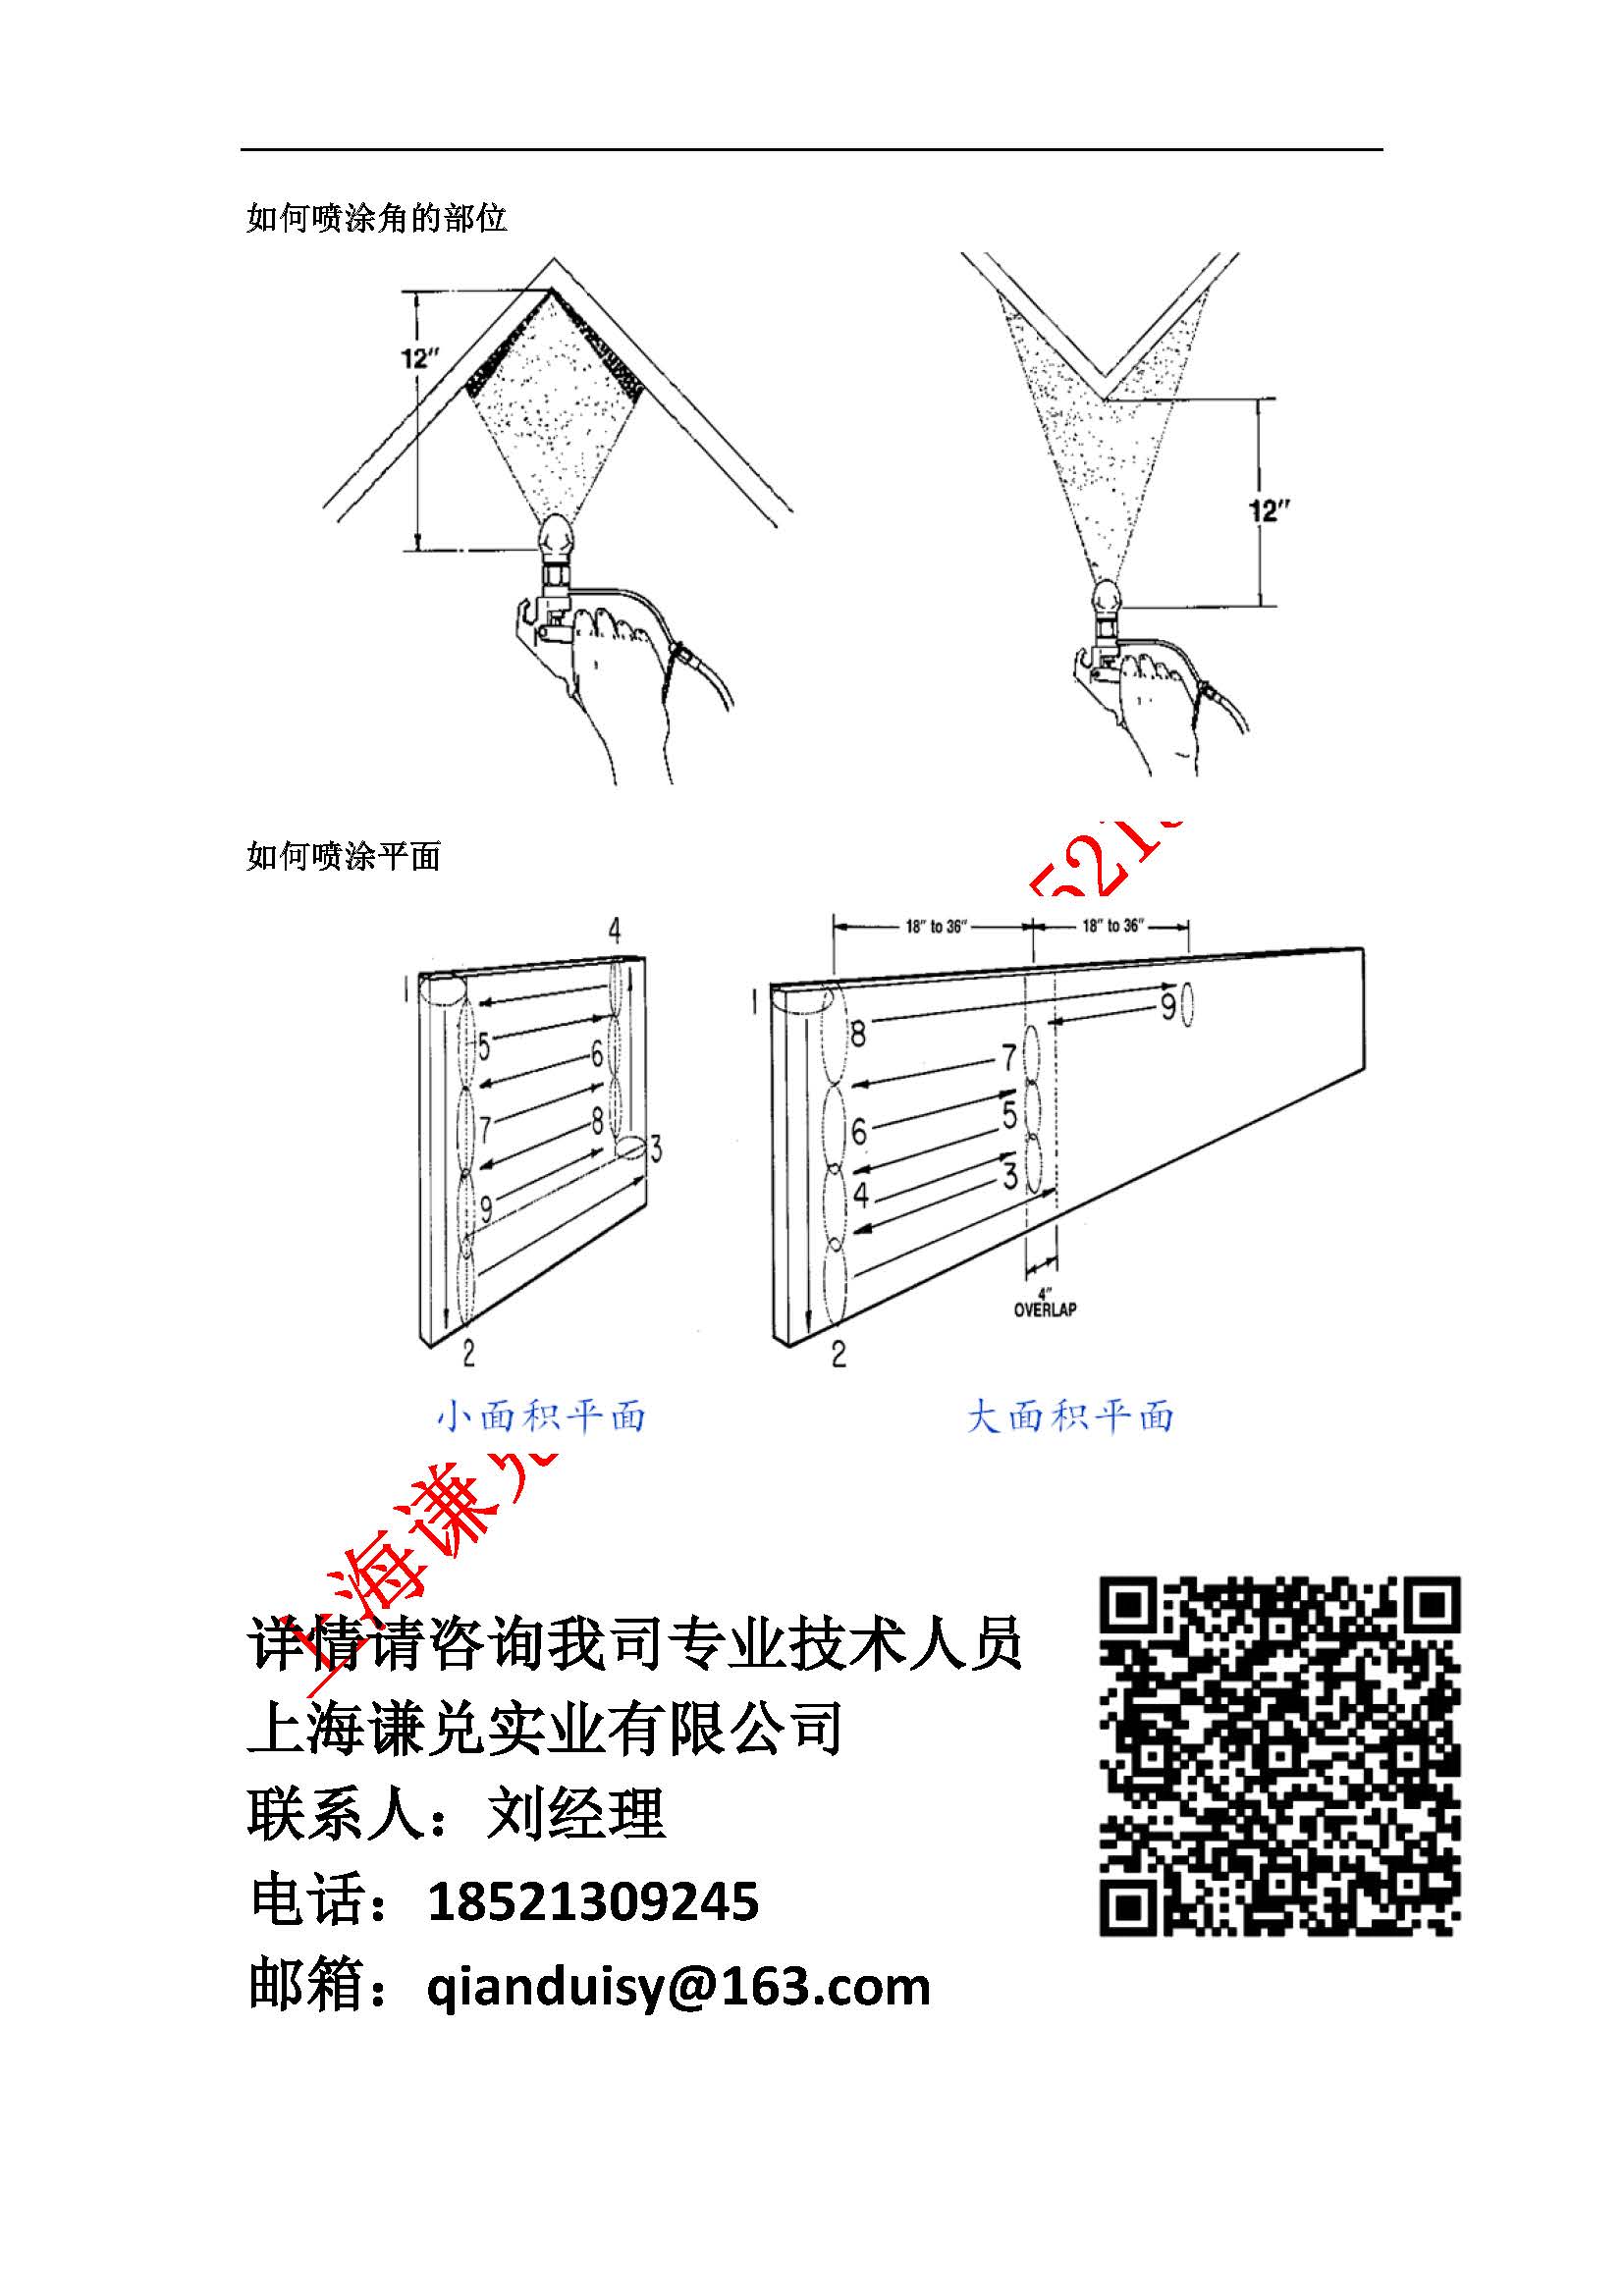 如何喷涂角的部位
12″
12″
如何喷涂平面
521
4
18″ to 36″
18″ to 36″
1
5
6
7
8
3
9
2
1
8
9
7
6
5
4
3
4″
OVERLAP
2
小面积平面
大面积平面
上海谦
详情请咨询我司专业技术人员
上海谦兑实业有限公司
联系人：刘经理
电话：18521309245
邮箱：qianduisy@163.com